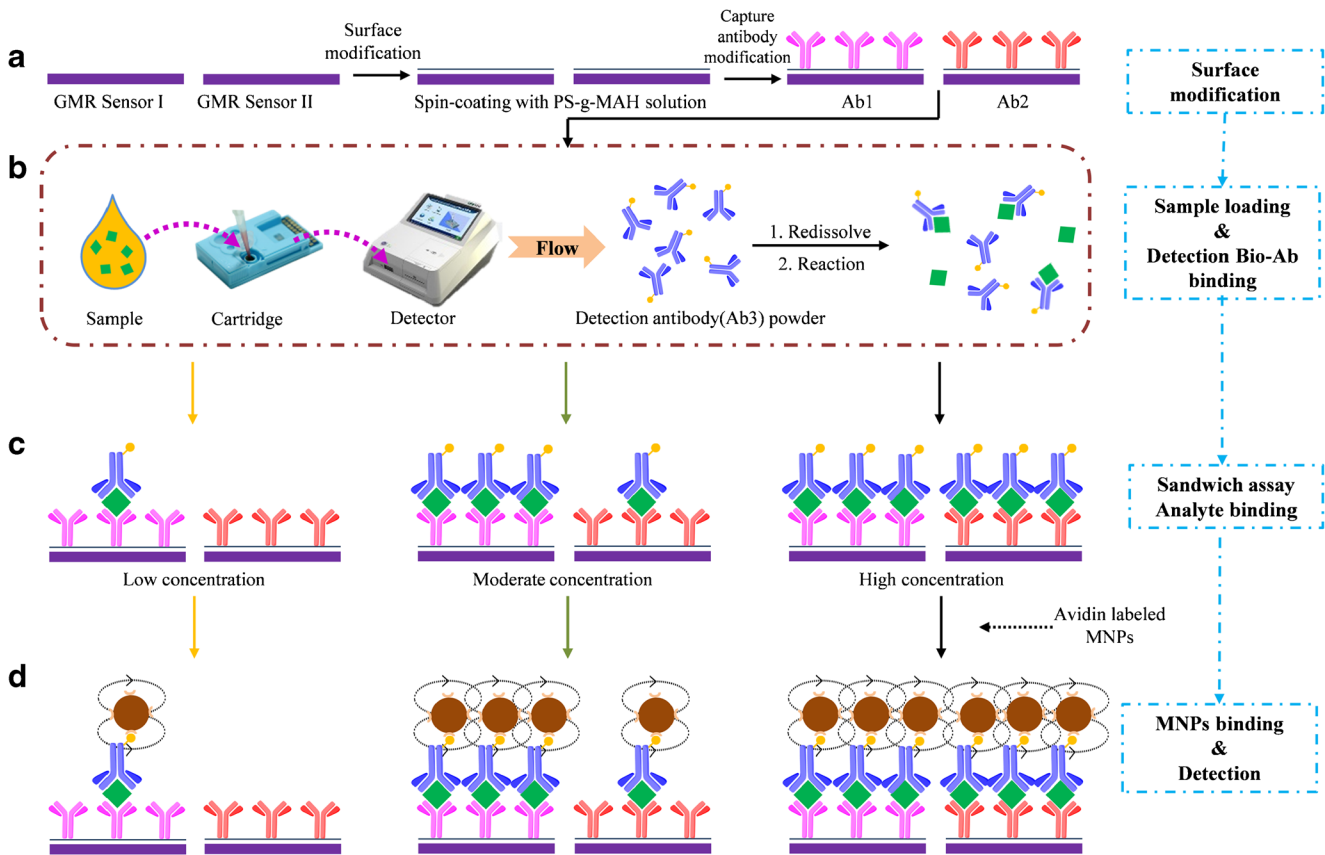 a
Surface
modification
Capture
antibody
modification
GMR Sensor I
GMR Sensor II
Spin-coating with PS-g-MAH solution
Ab1
Ab2
Surface
modification
b
Sample
Cartridge
Detector
Flow
Detection antibody(Ab3) powder
1. Redissolve
2. Reaction
Sample loading
&
Detection Bio-Ab
binding
c
Low concentration
Moderate concentration
High concentration
Sandwich assay
Analyte binding
Avidin labeled
MNPs
d
MNPs binding
&
Detection